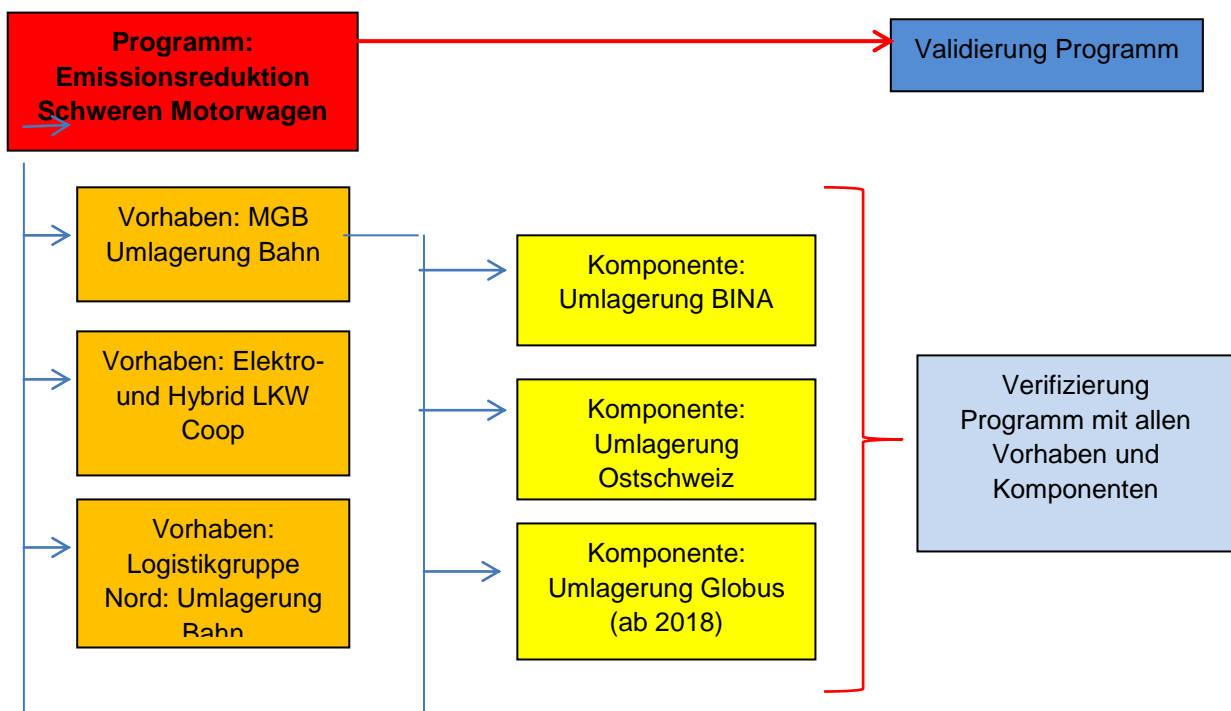 Programm:
Emissionsreduktion
Schweren Motorwagen
Validierung Programm
Vorhaben: MGB
Umlagerung Bahn
Vorhaben: Elektro-
und Hybrid LKW
Coop
Vorhaben:
Logistikgruppe
Nord: Umlagerung
Bahn
Komponente:
Umlagerung BINA
Komponente:
Umlagerung
Ostschweiz
Komponente:
Umlagerung Globus
(ab 2018)
Verifizierung
Programm mit allen
Vorhaben und
Komponenten